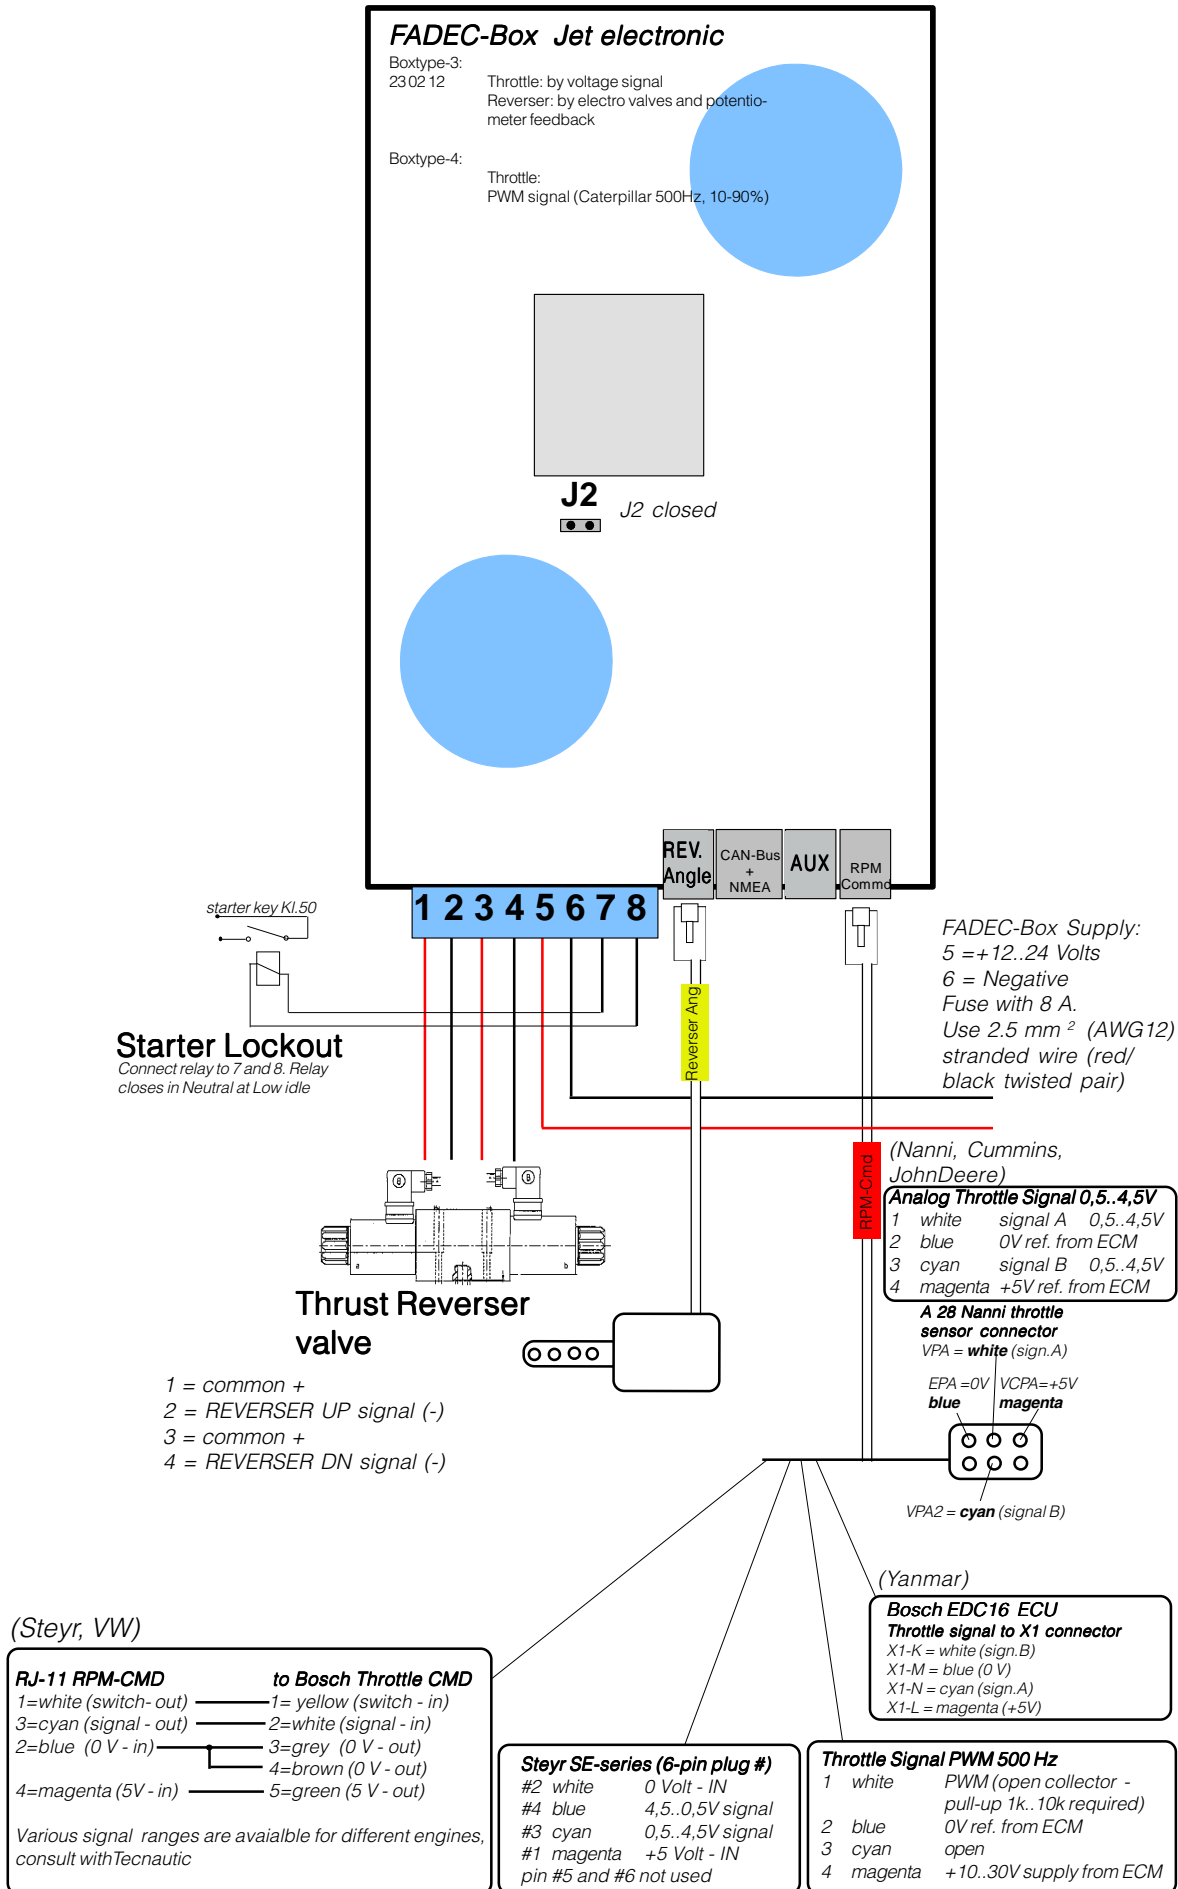 FADEC-Box Jet electronic
Boxtype-3:
23 02 12
Throttle: by voltage signal
Reverser: by electro valves and potentio-
meter feedback
Boxtype-4:
Throttle:
PWM signal (Caterpillar 500Hz, 10-90%)
J2
J2 closed
REV.
Angle
CAN-Bus
+
NMEA
AUX
RPM
Commd
1 2 3 4 5 6 7 8
starter key Kl.50
Starter Lockout
Connect relay to 7 and 8. Relay
closes in Neutral at Low idle
Reverser Ang
FADEC-Box Supply:
5 =+12..24 Volts
6 = Negative
Fuse with 8 A.
Use 2.5 mm ² (AWG12)
stranded wire (red/
black twisted pair)
RPM-Cmd
a
b
Thrust Reverser
valve
1 = common +
2 = REVERSER UP signal (-)
3 = common +
4 = REVERSER DN signal (-)
(Nanni, Cummins,
JohnDeere)
Analog Throttle Signal 0,5..4,5V
1 white signal A 0,5..4,5V
2 blue 0V ref. from ECM
3 cyan signal B 0,5..4,5V
4 magenta +5V ref. from ECM
A 28 Nanni throttle
sensor connector
VPA = white (sign.A)
EPA =0V VCPA=+5V
blue magenta
VPA2 = cyan (signal B)
(Yanmar)
Bosch EDC16 ECU
Throttle signal to X1 connector
X1-K = white (sign.B)
X1-M = blue (0 V)
X1-N = cyan (sign.A)
X1-L = magenta (+5V)
(Steyr, VW)
RJ-11 RPM-CMD to Bosch Throttle CMD
1=white (switch- out) 1= yellow (switch - in)
3=cyan (signal - out) 2=white (signal - in)
2=blue (0 V - in) 3=grey (0 V - out)
4=brown (0 V - out)
4=magenta (5V - in) 5=green (5 V - out)
Various signal ranges are avaialble for different engines,
consult withTecnautic
Steyr SE-series (6-pin plug #)
#2 white 0 Volt - IN
#4 blue 4,5..0,5V signal
#3 cyan 0,5..4,5V signal
#1 magenta +5 Volt - IN
pin #5 and #6 not used
Throttle Signal PWM 500 Hz
1 white PWM (open collector -
pull-up 1k..10k required)
2 blue 0V ref. from ECM
3 cyan open
4 magenta +10..30V supply from ECM